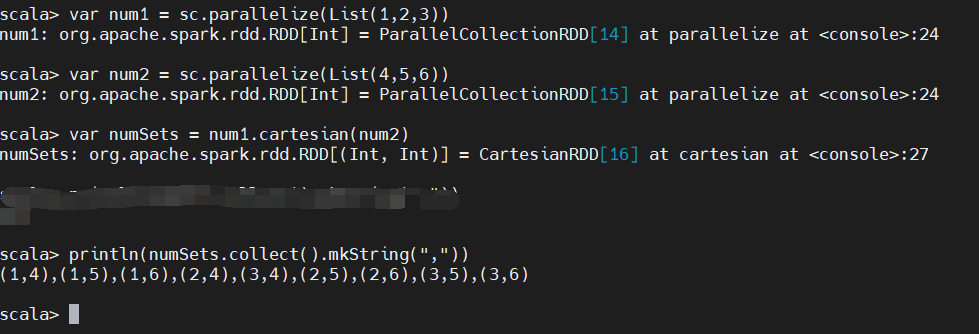 scala> var num1 = sc.parallelize(List(1,2,3))
num1: org.apache.spark.rdd.RDD[Int] = ParallelCollectionRDD[14] at parallelize at <console>:24
scala> var num2 = sc.parallelize(List(4,5,6))
num2: org.apache.spark.rdd.RDD[Int] = ParallelCollectionRDD[15] at parallelize at <console>:24
scala> var numSets = num1.cartesian(num2)
numSets: org.apache.spark.rdd.RDD[(Int, Int)] = CartesianRDD[16] at cartesian at <console>:27
scala> println(numSets.collect().mkString(","))
(1,4),(1,5),(1,6),(2,4),(3,4),(2,5),(2,6),(3,5),(3,6)
scala>